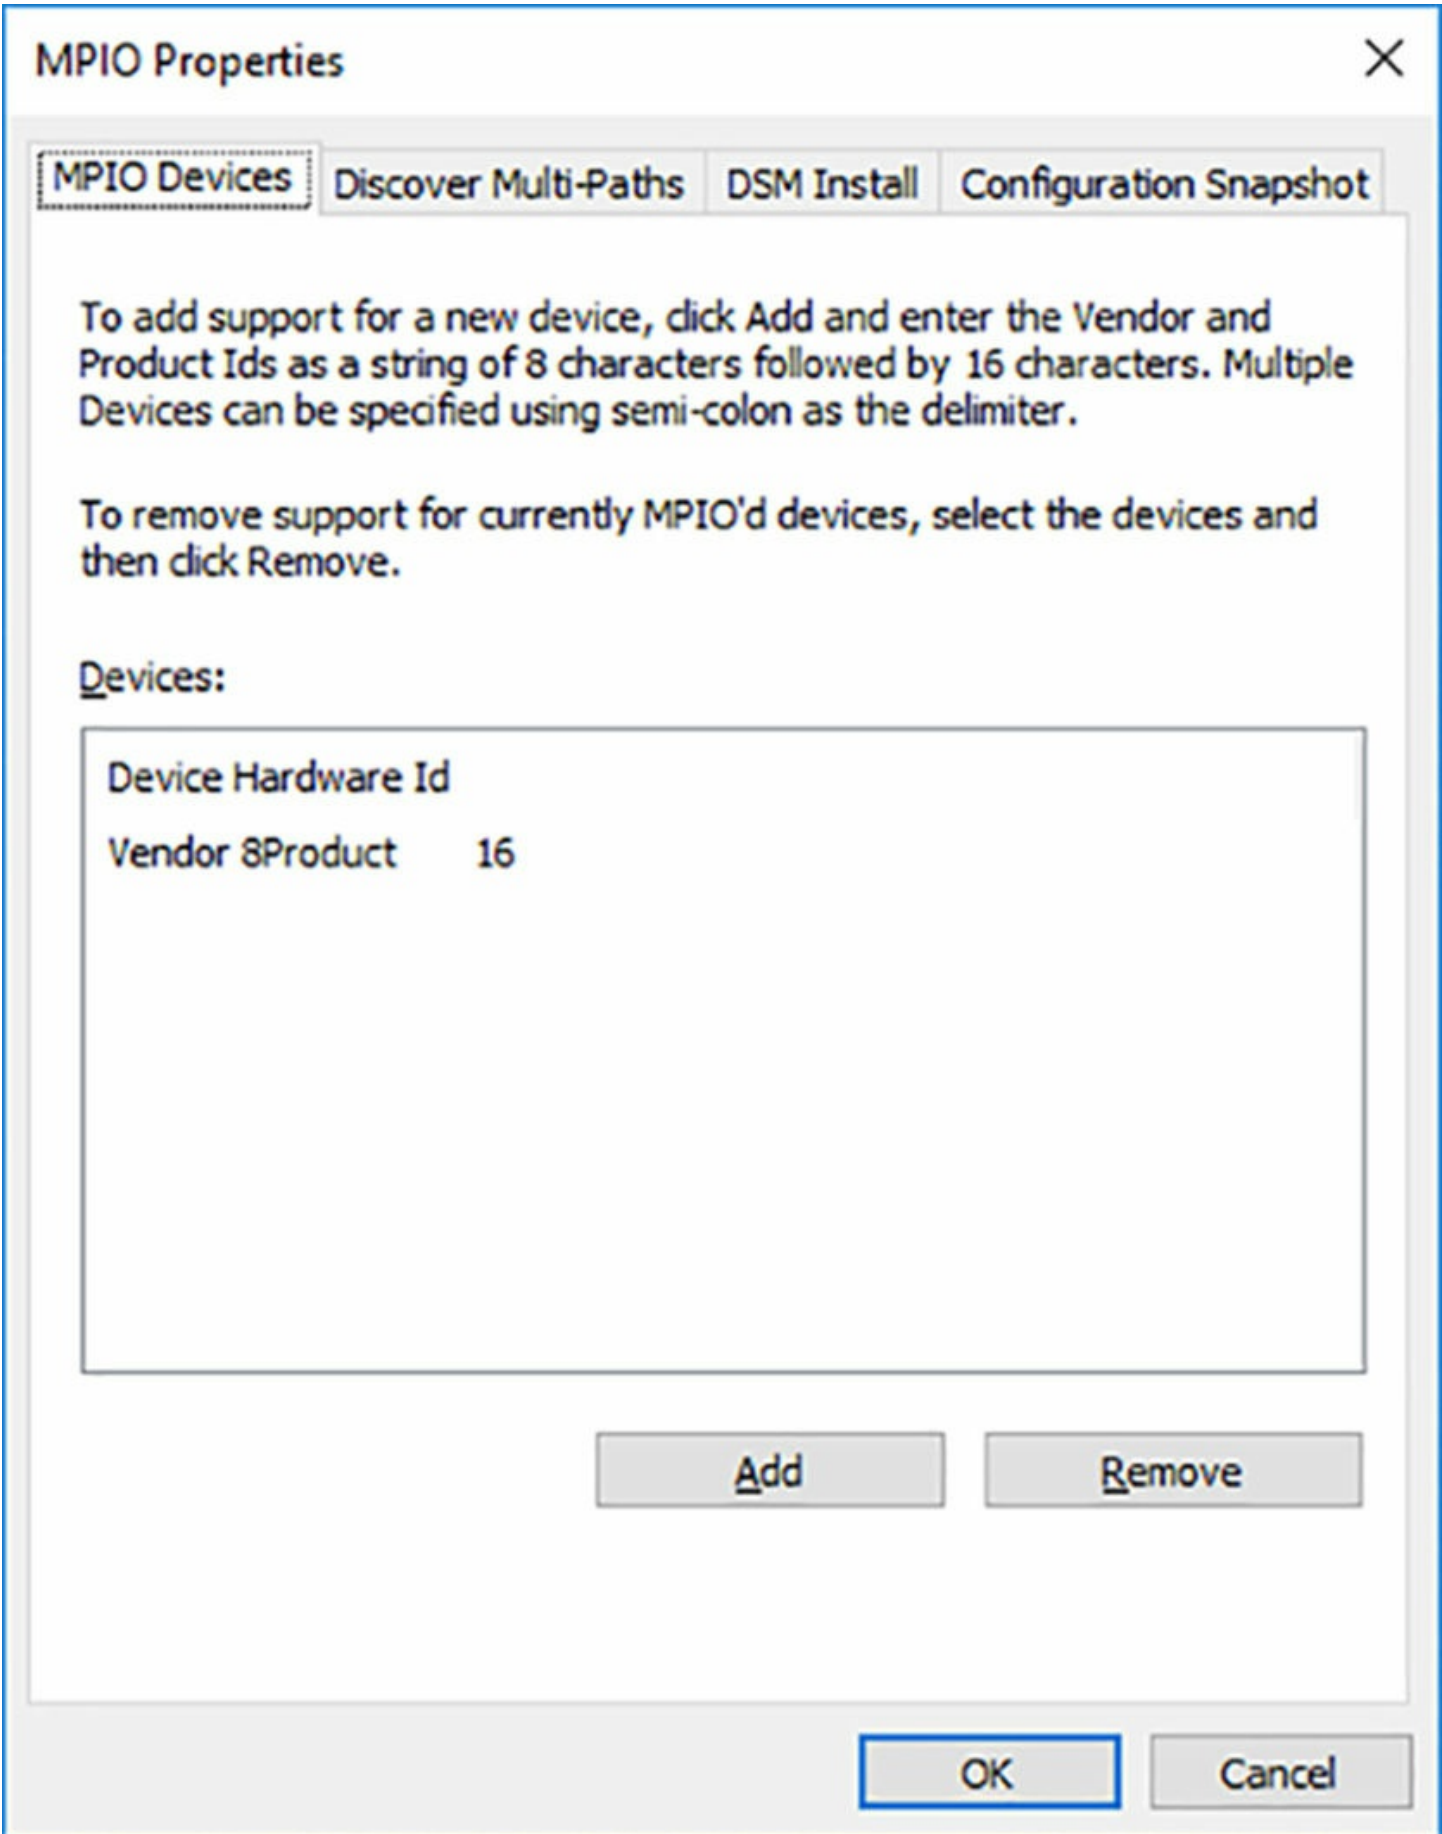 MPIO Properties
MPIO Devices Discover Multi-Paths DSM Install Configuration Snapshot
To add support for a new device, click Add and enter the Vendor and
Product Ids as a string of 8 characters followed by 16 characters. Multiple
Devices can be specified using semi-colon as the delimiter.
To remove support for currently MPIO'd devices, select the devices and
then click Remove.
Devices:
Device Hardware Id
Vendor 8Product 16
Add Remove
OK Cancel